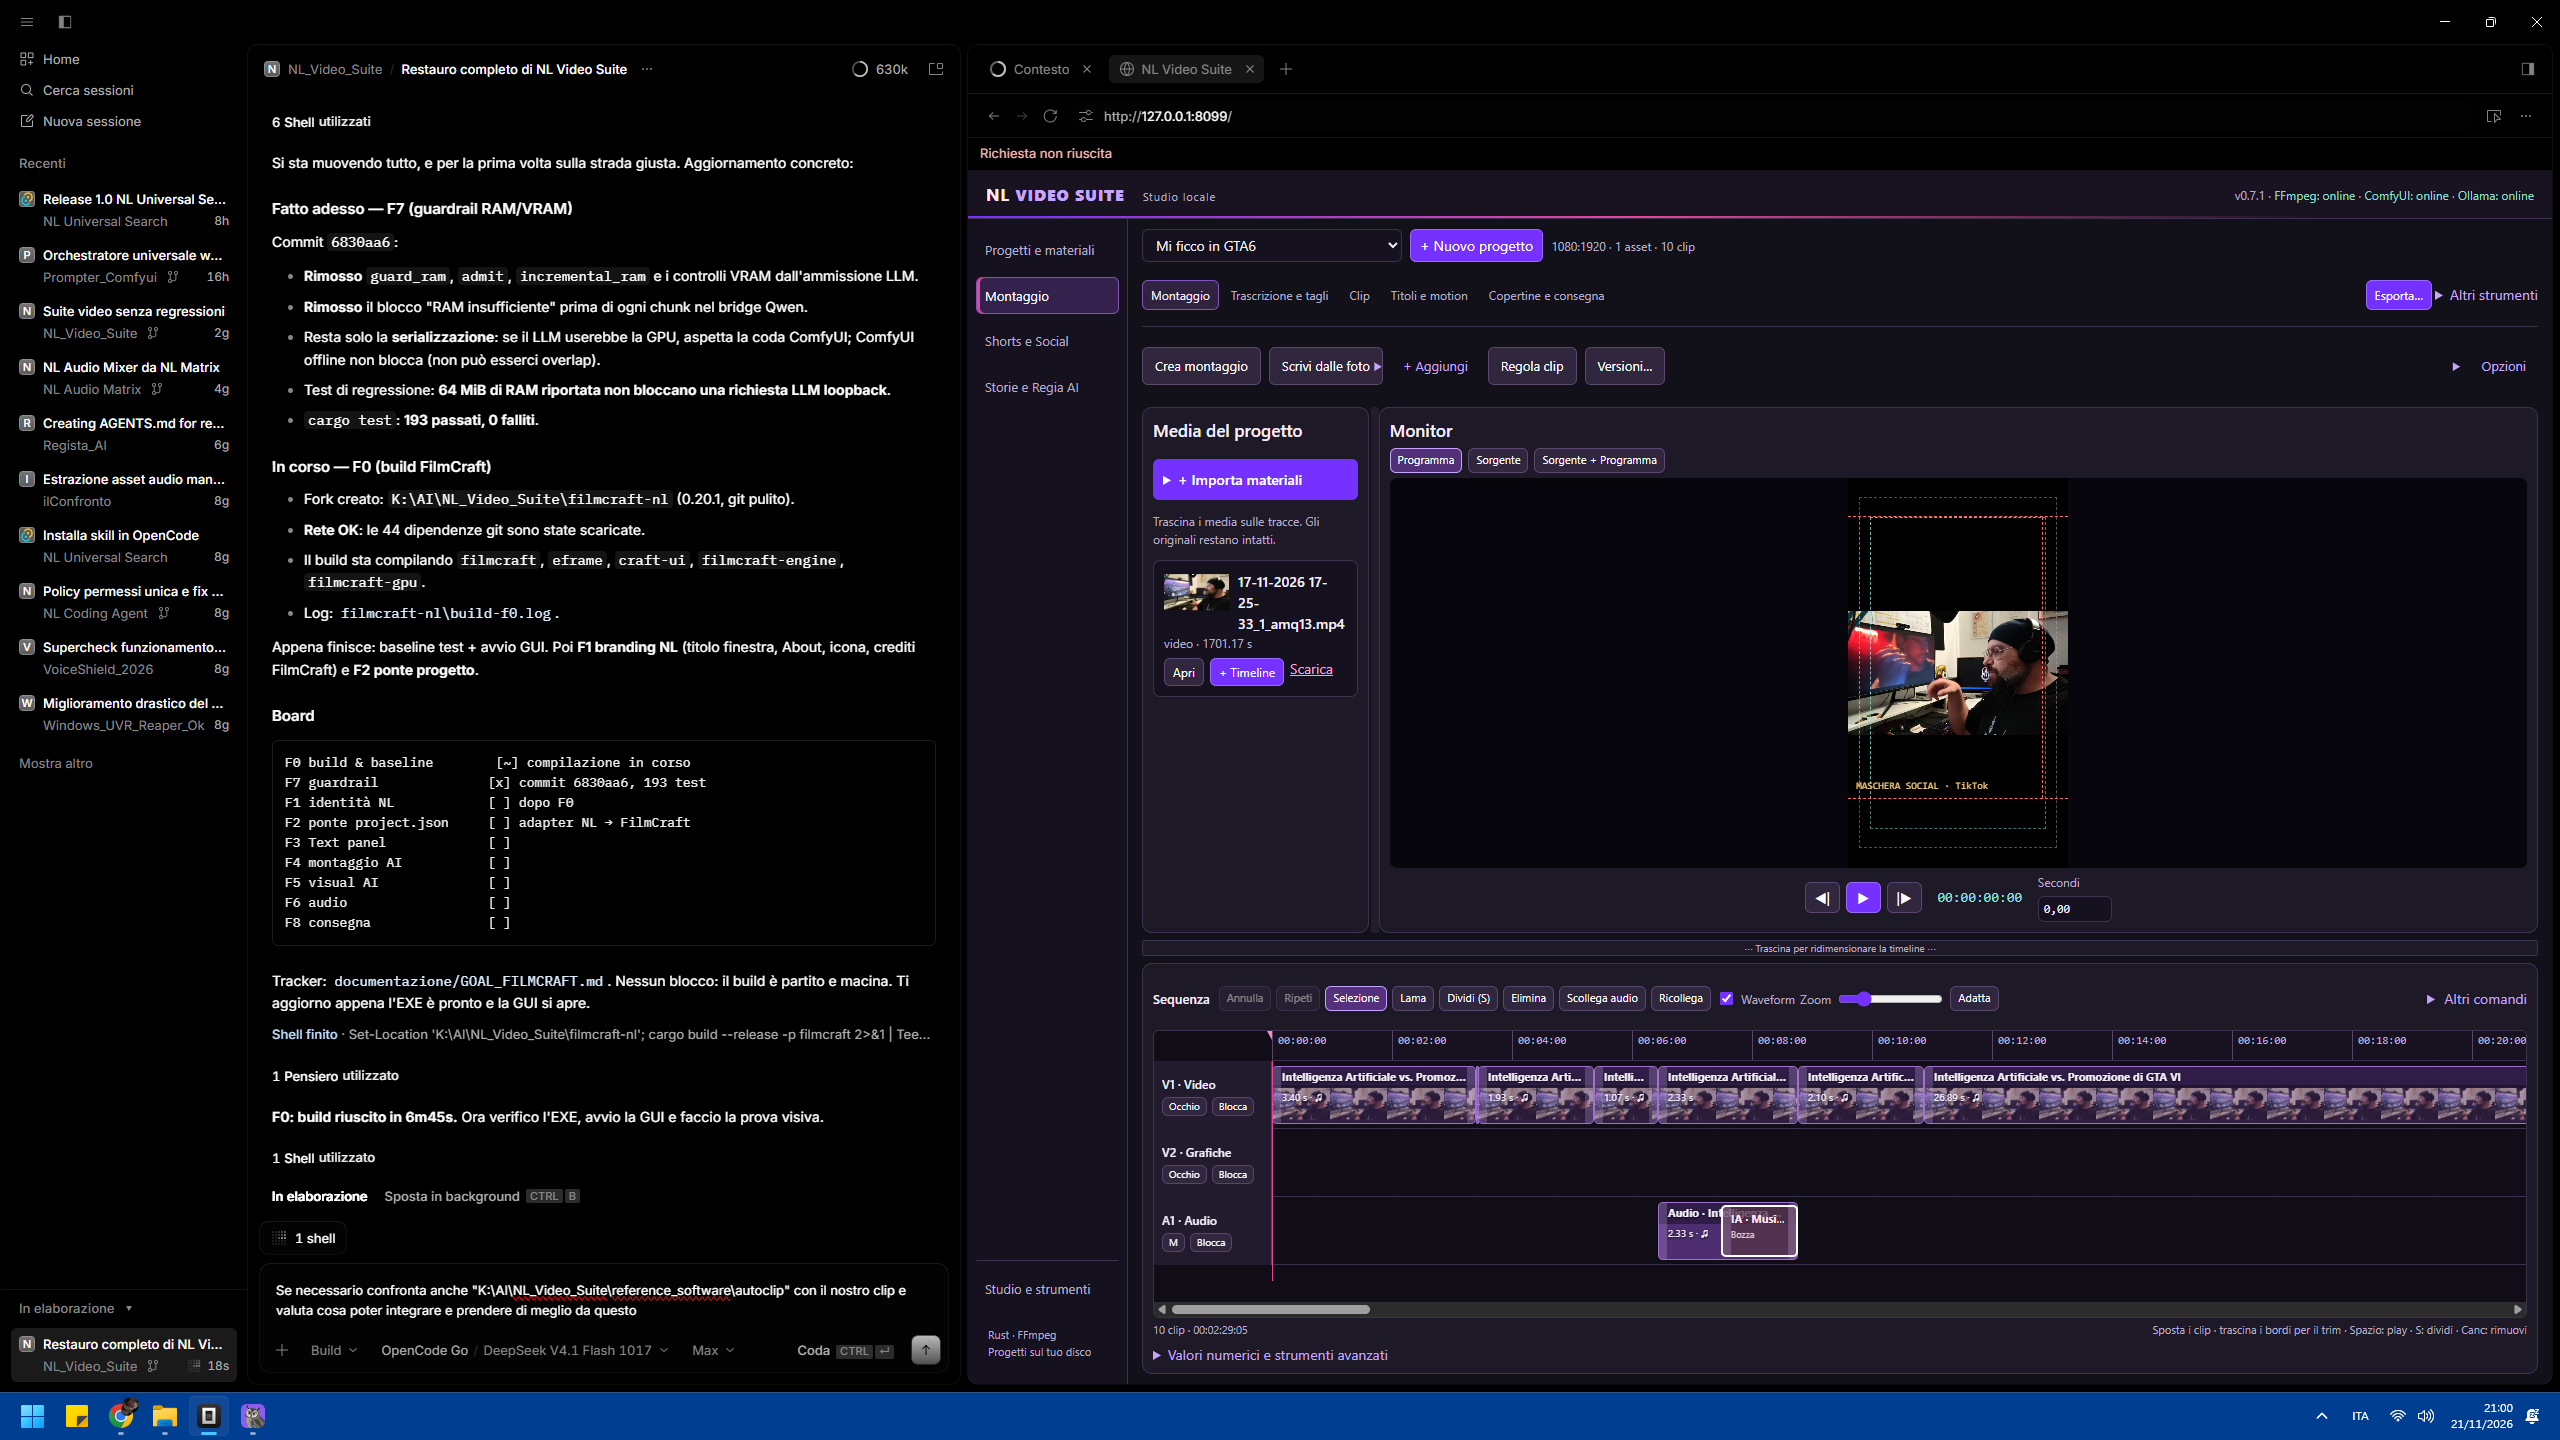 Home
Cerca sessioni
Nuova sessione
Recenti
Release 1.0 NL Universal Se...
NL Universal Search 8h
P Orchestratore universale w...
Prompter_Comfyui 16h
N Suite video senza regressioni
NL_Video_Suite 2g
N NL Audio Mixer da NL Matrix
NL Audio Matrix 4g
R Creating AGENTS.md for re...
Regista_AI 6g
I Estrazione asset audio man...
ilConfronto 8g
Installa skill in OpenCode
NL Universal Search 8g
N Policy permessi unica e fix ...
NL Coding Agent 8g
V Supercheck funzionamento...
VoiceShield_2026 8g
W Miglioramento drastico del ...
Windows_UVR_Reaper_Ok 8g
Mostra altro
In elaborazione
N Restauro completo di NL Vi...
NL_Video_Suite 18s
N NL_Video_Suite / Restauro completo di NL Video Suite ... 630k
6 Shell utilizzati
Si sta muovendo tutto, e per la prima volta sulla strada giusta. Aggiornamento concreto:
Fatto adesso — F7 (guardrail RAM/VRAM)
Commit 6830aa6:
• Rimosso guard_ram, admit, incremental_ram e i controlli VRAM dall'ammissione LLM.
• Rimosso il blocco "RAM insufficiente" prima di ogni chunk nel bridge Qwen.
• Resta solo la serializzazione: se il LLM userebbe la GPU, aspetta la coda ComfyUI; ComfyUI
offline non blocca (non può esserci overlap).
• Test di regressione: 64 MiB di RAM riportata non bloccano una richiesta LLM loopback.
• cargo test: 193 passati, 0 falliti.
In corso — F0 (build FilmCraft)
• Fork creato: K:\AI\NL_Video_Suite\filmcraft-nl (0.20.1, git pulito).
• Rete OK: le 44 dipendenze git sono state scaricate.
• Il build sta compilando filmcraft, eframe, craft-ui, filmcraft-engine,
filmcraft-gpu.
• Log: filmcraft-nl\build-f0.log.
Appena finisce: baseline test + avvio GUI. Poi F1 branding NL (titolo finestra, About, icona, crediti
FilmCraft) e F2 ponte progetto.
Board
F0 build & baseline [~] compilazione in corso
F7 guardrail [x] commit 6830aa6, 193 test
F1 identità NL [ ] dopo F0
F2 ponte project.json [ ] adapter NL → FilmCraft
F3 Text panel [ ]
F4 montaggio AI [ ]
F5 visual AI [ ]
F6 audio [ ]
F8 consegna [ ]
Tracker: documentazione/GOAL_FILMCRAFT.md. Nessun blocco: il build è partito e macina. Ti
aggiorno appena l'EXE è pronto e la GUI si apre.
Shell finito · Set-Location 'K:\AI\NL_Video_Suite\filmcraft-nl'; cargo build --release -p filmcraft 2>&1 | Tee...
1 Pensiero utilizzato
F0: build riuscito in 6m45s. Ora verifico l'EXE, avvio la GUI e faccio la prova visiva.
1 Shell utilizzato
In elaborazione Sposta in background CTRL B
1 shell
Se necessario confronta anche "K:\AI\NL_Video_Suite\reference_software\autoclip" con il nostro clip e
valuta cosa poter integrare e prendere di meglio da questo
+ Build OpenCode Go / DeepSeek V4.1 Flash 1017 Max Coda CTRL ↵
Contesto × NL Video Suite × +
http://127.0.0.1:8099/
Richiesta non riuscita
NL VIDEO SUITE Studio locale v0.7.1 · FFmpeg: online · ComfyUI: online · Ollama: online
Progetti e materiali
Montaggio
Shorts e Social
Storie e Regia AI
Studio e strumenti
Rust · FFmpeg
Progetti sul tuo disco
Mi ficco in GTA6 + Nuovo progetto 1080:1920 · 1 asset · 10 clip
Montaggio Trascrizione e tagli Clip Titoli e motion Copertine e consegna Esporta... ▶ Altri strumenti
Crea montaggio Scrivi dalle foto ▶ + Aggiungi Regola clip Versioni... ▶ Opzioni
Media del progetto
▶ + Importa materiali
Trascina i media sulle tracce. Gli
originali restano intatti.
17-11-2026 17-
25-
33_1_amq13.mp4
video · 1701.17 s
Apri + Timeline Scarica
Monitor
Programma Sorgente Sorgente + Programma
MASCHERA SOCIAL · TikTok
00:00:00:00 Secondi
0,00
··· Trascina per ridimensionare la timeline ···
Sequenza Annulla Ripeti Selezione Lama Dividi (S) Elimina Scollega audio Ricollega Waveform Zoom Adatta ▶ Altri comandi
00:00:00 00:02:00 00:04:00 00:06:00 00:08:00 00:10:00 00:12:00 00:14:00 00:16:00 00:18:00 00:20:00
V1 · Video
Occhio Blocca
Intelligenza Artificiale vs. Promoz... Intelligenza Arti... Intelli... Intelligenza Artificial... Intelligenza Artific... Intelligenza Artificiale vs. Promozione di GTA VI
3.40 s · ♫ 1.93 s · ♫ 1.07 s · ♫ 2.33 s 2.10 s · ♫ 26.89 s · ♫
V2 · Grafiche
Occhio Blocca
A1 · Audio
M Blocca
Audio · Int
2.33 s · ♫
IA · Musi...
Bozza
10 clip · 00:02:29:05 Sposta i clip · trascina i bordi per il trim · Spazio: play · S: dividi · Canc: rimuovi
▶ Valori numerici e strumenti avanzati
ITA
21:00
21/11/2026